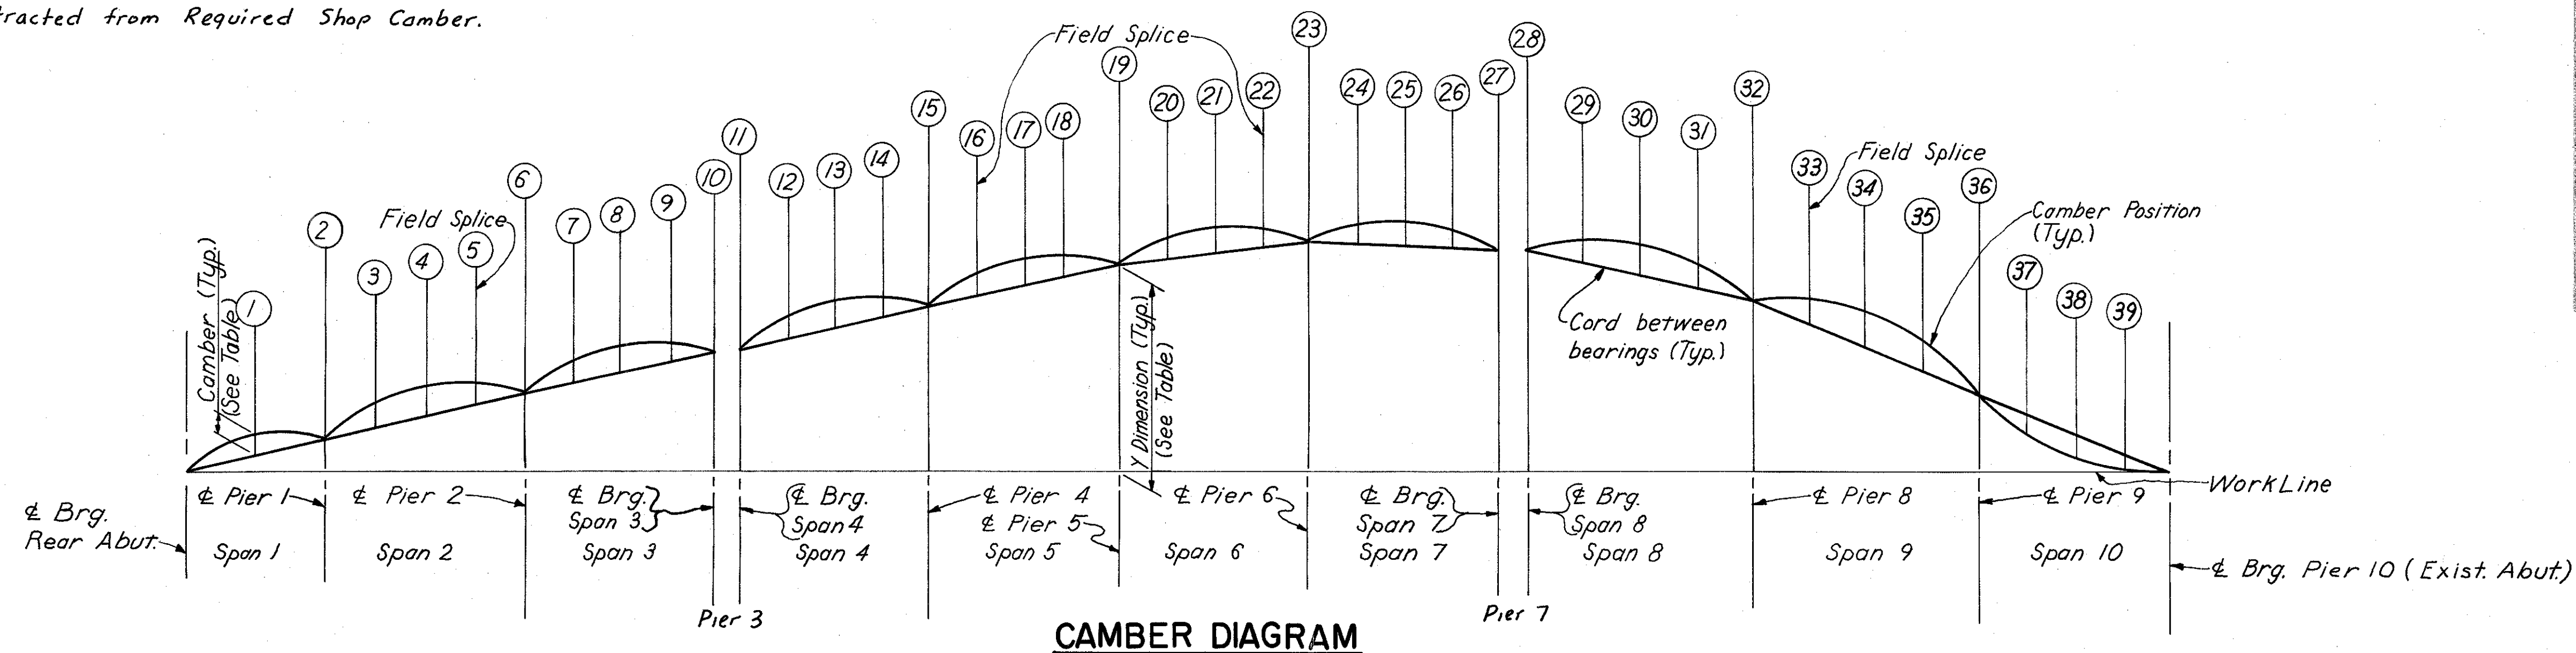 tracted from Required Shop Camber.
Field Splice
23
28
19
15
11
16
17
18
20
21
22
24
25
26
27
29
30
31
32
6
10
12
13
14
33
Field Splice
34
35
36
2
Field Splice
7
8
9
3
4
5
Camber Position
(Typ.)
Camber (Typ.)
(See Table)
1
37
38
39
Y Dimension (Typ.)
(See Table)
Cord between
bearings (Typ.)
℄ Brg.
Rear Abut.
℄ Pier 1
℄ Pier 2
℄ Brg.
Span 3
℄ Brg.
Span 4
℄ Pier 4
℄ Pier 5
℄ Pier 6
℄ Brg.
Span 7
℄ Brg.
Span 8
℄ Pier 8
℄ Pier 9
WorkLine
Span 1
Span 2
Span 3
Span 4
Span 5
Span 6
Span 7
Span 8
Span 9
Span 10
℄ Brg. Pier 10 (Exist. Abut.)
Pier 3
Pier 7
CAMBER DIAGRAM